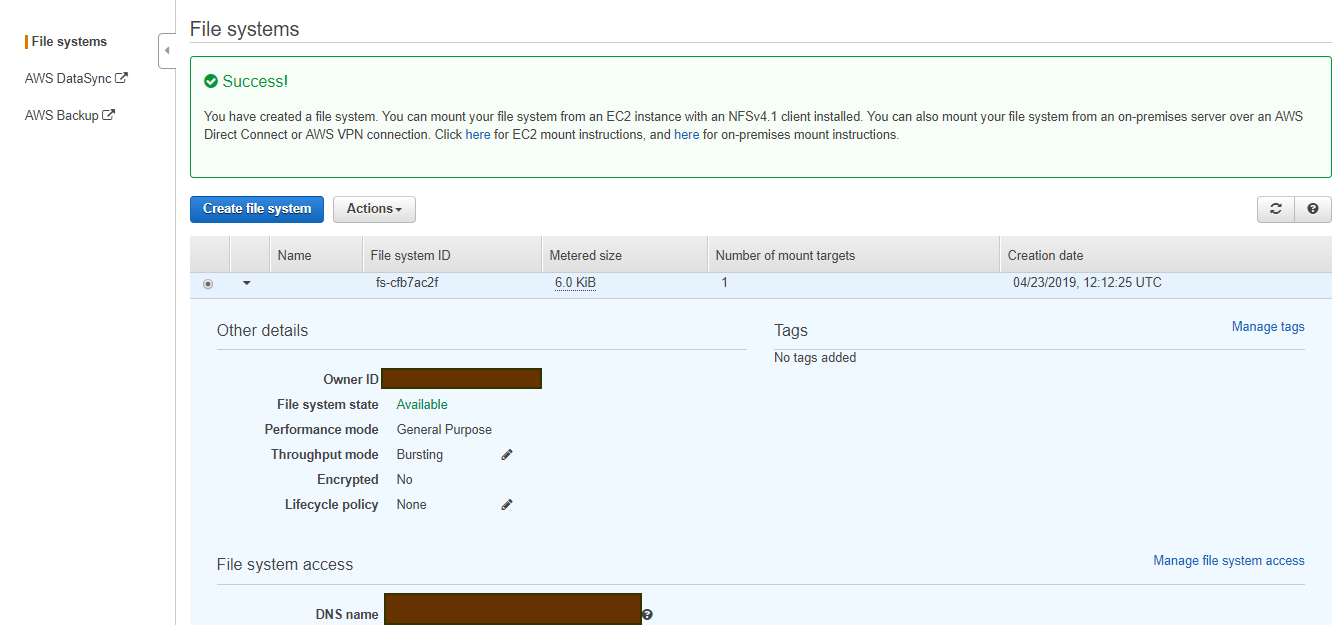 File systems
AWS DataSync
AWS Backup
File systems
Success!
You have created a file system. You can mount your file system from an EC2 instance with an NFSv4.1 client installed. You can also mount your file system from an on-premises server over an AWS
Direct Connect or AWS VPN connection. Click here for EC2 mount instructions, and here for on-premises mount instructions.
Create file system Actions
Name File system ID Metered size Number of mount targets Creation date
fs-cfb7ac2f 6.0 KiB 1 04/23/2019, 12:12:25 UTC
Other details
Owner ID
File system state Available
Performance mode General Purpose
Throughput mode Bursting
Encrypted No
Lifecycle policy None
Tags Manage tags
No tags added
File system access Manage file system access
DNS name